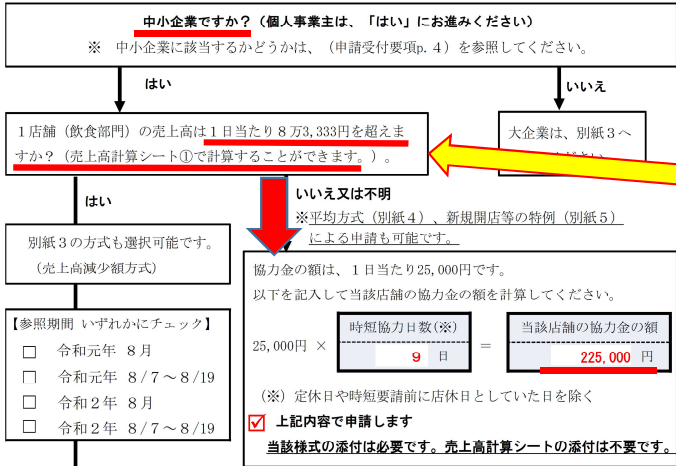 中小企業ですか？（個人事業主は、「はい」にお進みください）
※　中小企業に該当するかどうかは、（申請受付要項p.４）を参照してください。
はい
いいえ
１店舗（飲食部門）の売上高は１日当たり８万3,333円を超えま
すか？（売上高計算シート①で計算することができます。）。
大企業は、別紙３へ
はい
いいえ又は不明
※平均方式（別紙４）、新規開店等の特例（別紙５）
による申請も可能です。
別紙３の方式も選択可能です。
（売上高減少額方式）
協力金の額は、１日当たり25,000円です。
以下を記入して当該店舗の協力金の額を計算してください。
時短協力日数(※)
当該店舗の協力金の額
25,000円 ×
9 日
＝
225,000 円
（※）定休日や時短要請前に店休日としていた日を除く
☑ 上記内容で申請します
当該様式の添付は必要です。売上高計算シートの添付は不要です。
【参照期間 いずれかにチェック】
□　令和元年 ８月
□　令和元年 8/7～8/19
□　令和２年 ８月
□　令和２年 8/7～8/19